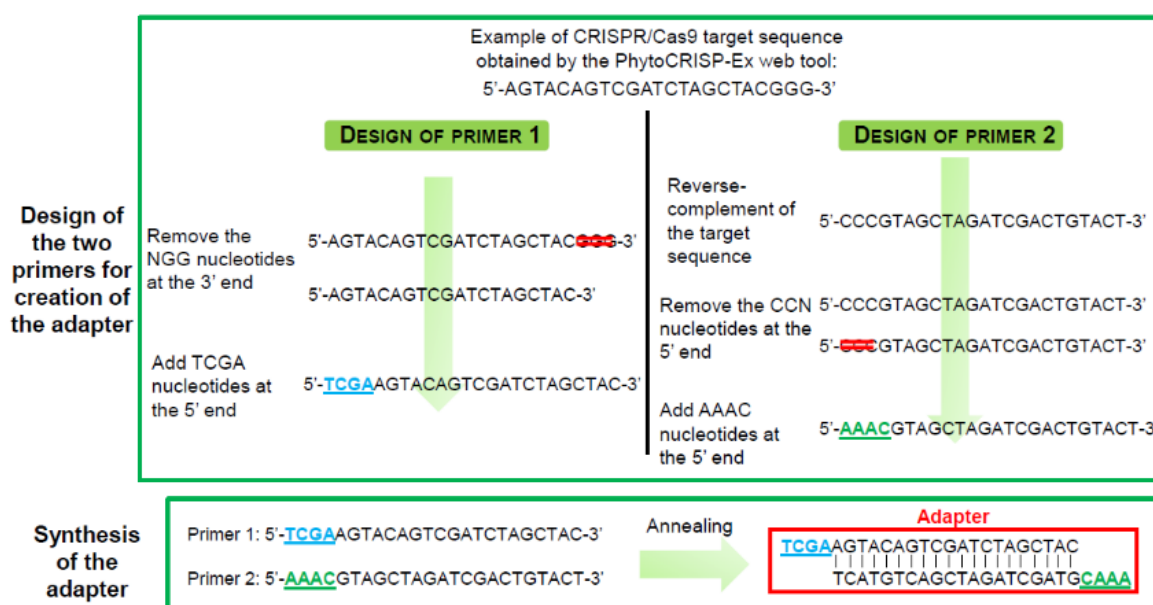 Example of CRISPR/Cas9 target sequence
obtained by the PhytoCRISP-Ex web tool:
5'-AGTACAGTCGATCTAGCTACGGG-3'
DESIGN OF PRIMER 1
DESIGN OF PRIMER 2
Design of
the two
primers for
creation of
the adapter
Remove the
NGG nucleotides
at the 3' end
5'-AGTACAGTCGATCTAGCTACGGG-3'
5'-AGTACAGTCGATCTAGCTAC-3'
Add TCGA
nucleotides at
the 5' end
5'-TCGAAGTACAGTCGATCTAGCTAC-3'
Reverse-
complement of
the target
sequence
5'-CCCGTAGCTAGATCGACTGTACT-3'
Remove the CCN
nucleotides at the
5' end
5'-CCCGTAGCTAGATCGACTGTACT-3'
5'-CCCGTAGCTAGATCGACTGTACT-3'
Add AAAC
nucleotides at
the 5' end
5'-AAACGTAGCTAGATCGACTGTACT-3'
Synthesis
of the
adapter
Primer 1: 5'-TCGAAGTACAGTCGATCTAGCTAC-3'
Primer 2: 5'-AAACGTAGCTAGATCGACTGTACT-3'
Annealing
Adapter
TCGAAGTACAGTCGATCTAGCTAC
TCATGTCAGCTAGATCGATGCAAA